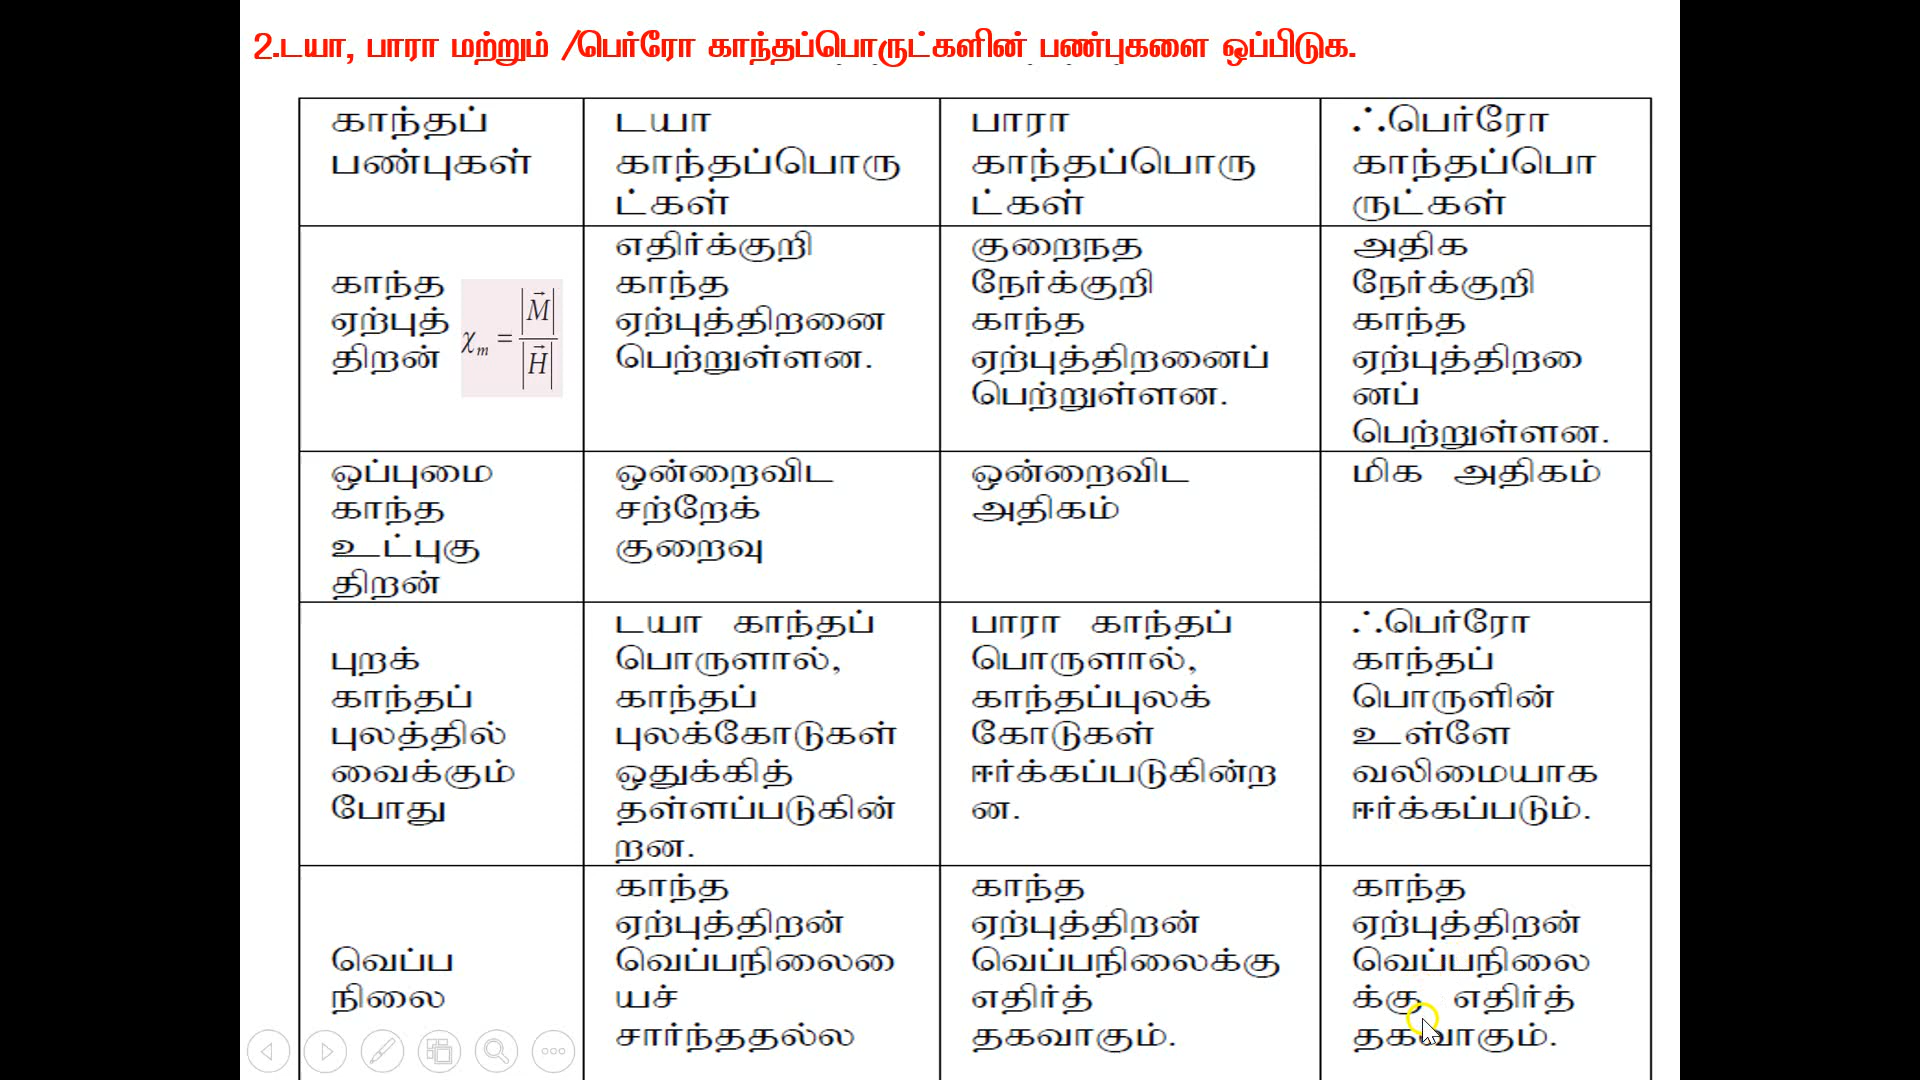 2.டயா, பாரா மற்றும் /பெர்ரோ காந்தப்பொருட்களின் பண்புகளை ஒப்பிடுக.
காந்தப்
பண்புகள்
டயா
காந்தப்பொரு
ட்கள்
பாரா
காந்தப்பொரு
ட்கள்
ஃபெர்ரோ
காந்தப்பொ
ருட்கள்
காந்த
ஏற்புத்
திறன்
χm = |M⃗| / |H⃗|
எதிர்க்குறி
காந்த
ஏற்புத்திறனை
பெற்றுள்ளன.
குறைநத
நேர்க்குறி
காந்த
ஏற்புத்திறனைப்
பெற்றுள்ளன.
அதிக
நேர்க்குறி
காந்த
ஏற்புத்திறனை
னப்
பெற்றுள்ளன.
ஒப்புமை
காந்த
உட்புகு
திறன்
ஒன்றைவிட
சற்றேக்
குறைவு
ஒன்றைவிட
அதிகம்
மிக அதிகம்
புறக்
காந்தப்
புலத்தில்
வைக்கும்
போது
டயா காந்தப்
பொருளால்,
காந்தப்
புலக்கோடுகள்
ஒதுக்கித்
தள்ளப்படுகின்
றன.
பாரா காந்தப்
பொருளால்,
காந்தப்புலக்
கோடுகள்
ஈர்க்கப்படுகின்ற
ன.
ஃபெர்ரோ
காந்தப்
பொருளின்
உள்ளே
வலிமையாக
ஈர்க்கப்படும்.
வெப்ப
நிலை
காந்த
ஏற்புத்திறன்
வெப்பநிலையை
யச்
சார்ந்ததல்ல
காந்த
ஏற்புத்திறன்
வெப்பநிலைக்கு
எதிர்த்
தகவாகும்.
காந்த
ஏற்புத்திறன்
வெப்பநிலை
க்கு எதிர்த்
தகவாகும்.